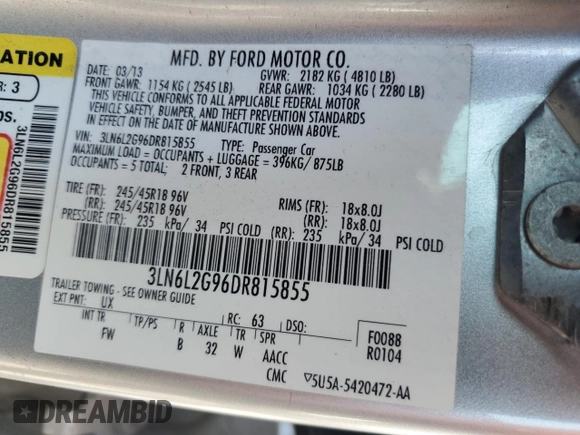 MFD. BY FORD MOTOR CO.
DATE: 03/13 GVWR: 2182 KG ( 4810 LB)
FRONT GAWR: 1154 KG ( 2545 LB) REAR GAWR: 1034 KG ( 2280 LB)
THIS VEHICLE CONFORMS TO ALL APPLICABLE FEDERAL MOTOR
VEHICLE SAFETY, BUMPER, AND THEFT PREVENTION STANDARDS
IN EFFECT ON THE DATE OF MANUFACTURE SHOWN ABOVE.
VIN: 3LN6L2G96DR815855 TYPE: Passenger Car
MAXIMUM LOAD = OCCUPANTS + LUGGAGE = 396KG/ 875LB
OCCUPANTS = 5 TOTAL; 2 FRONT, 3 REAR
TIRE (FR): 245/45R18 96V RIMS (FR): 18x8.0J
(RR): 245/45R18 96V (RR): 18x8.0J
PRESSURE (FR): 235 kPa/ 34 PSI COLD (RR): 235 kPa/ 34 PSI COLD
3LN6L2G96DR815855
TRAILER TOWING - SEE OWNER GUIDE
EXT PNT: UX RC: 63 DSO:
INT TR TP/PS R AXLE TR SPR
FW B 32 W AACC
CMC
F0088
R0104
5U5A-5420472-AA
ATION
R: 3
os.
3LN6L2G96DR815855
DREAMBID